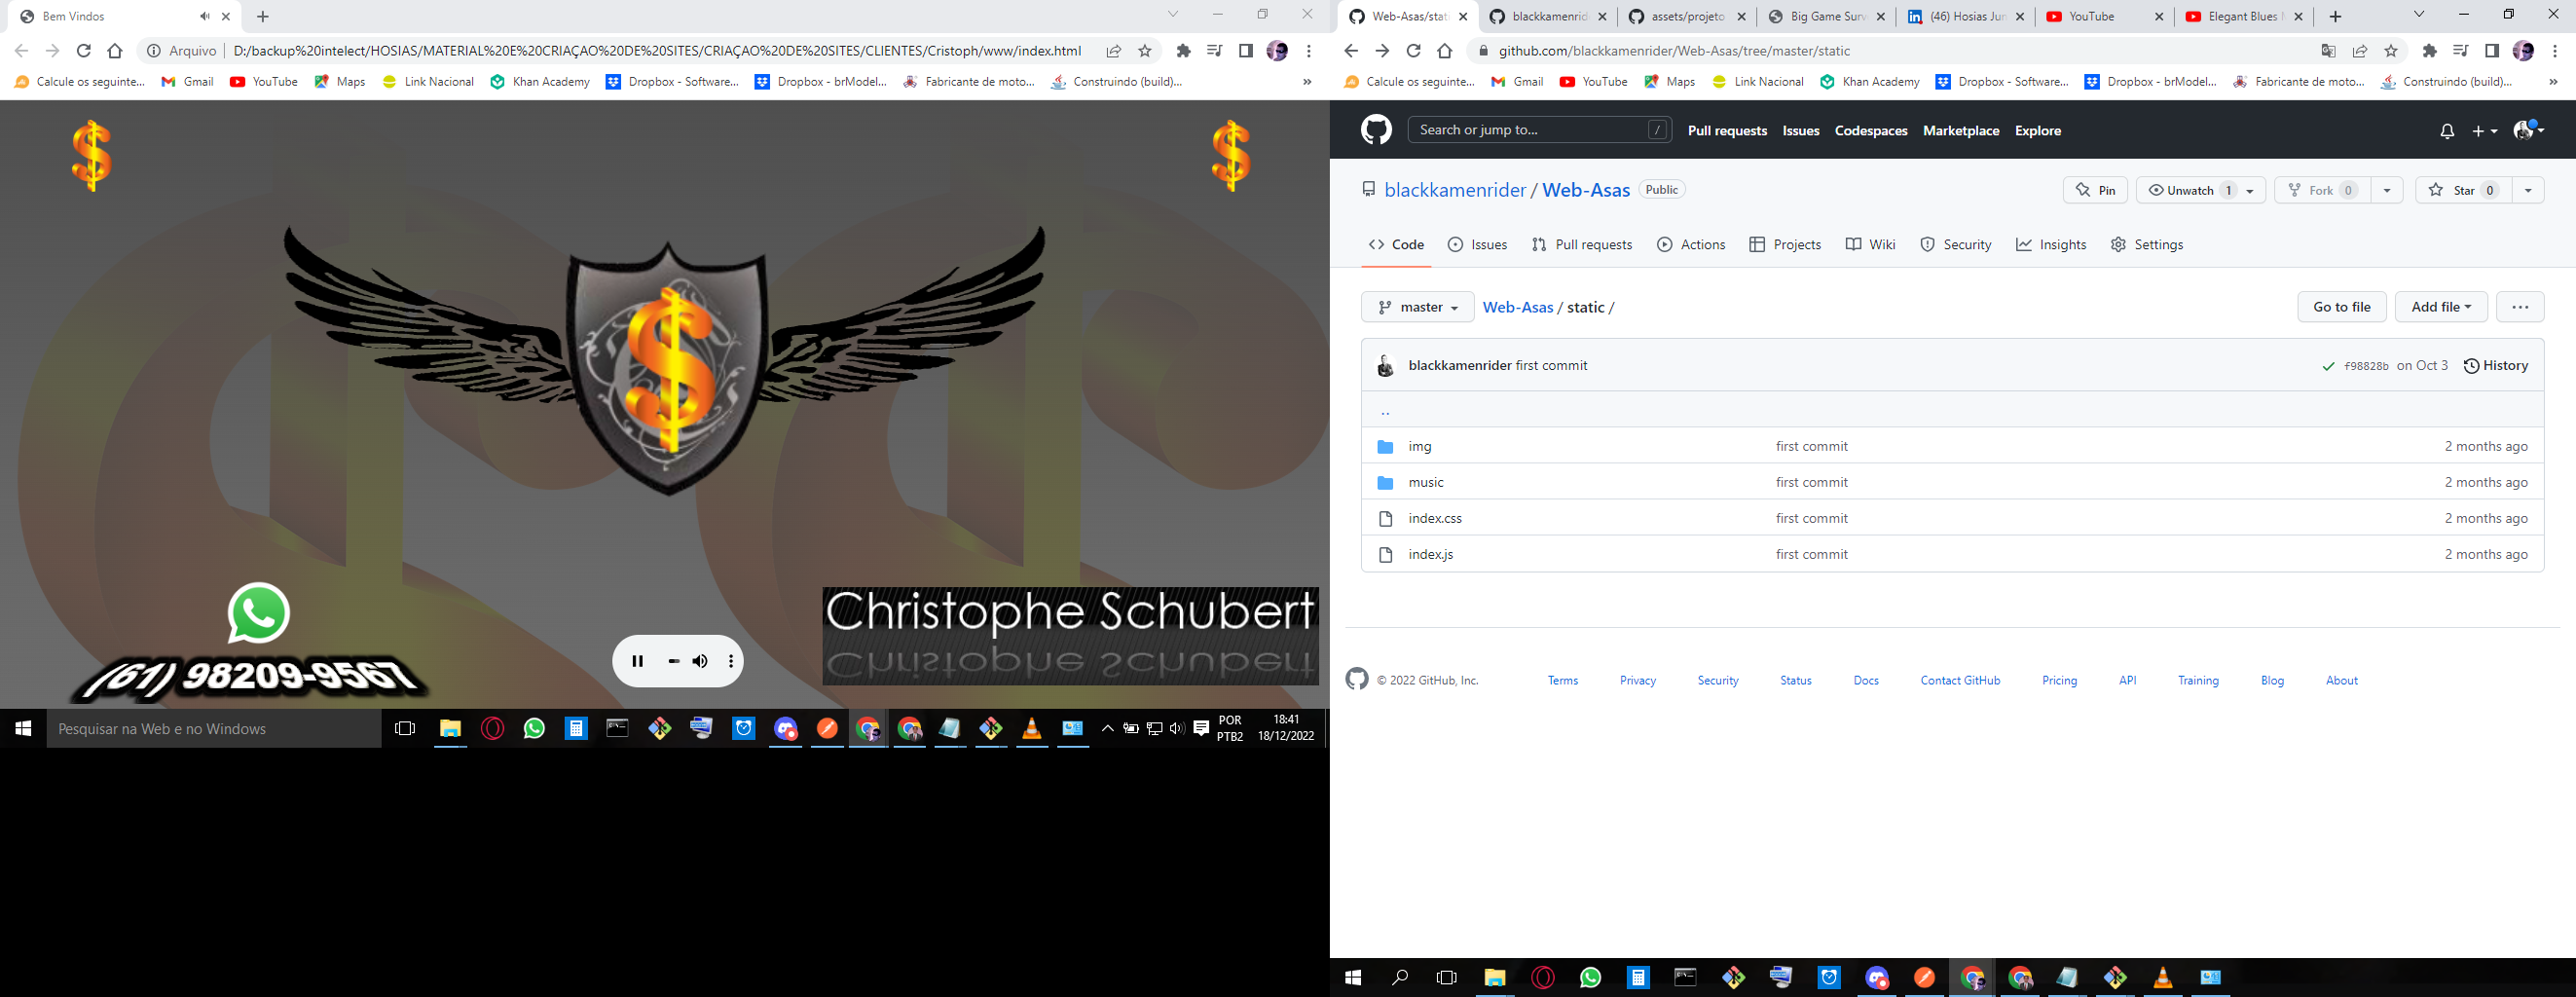 Bem Vindos
Arquivo D:/backup%20intelect/HOSIAS/MATERIAL%20E%20CRIAÇAO%20DE%20SITES/CRIAÇAO%20DE%20SITES/CLIENTES/Cristoph/www/index.html
Calcule os seguinte... Gmail YouTube Maps Link Nacional Khan Academy Dropbox - Software... Dropbox - brModel... Fabricante de moto... Construindo (build)... »
Christophe Schubert
(61) 98209-9567
Pesquisar na Web e no Windows
POR
PTB2
18:41
18/12/2022
Web-Asas/stat blackkamenrid assets/projeto Big Game Surv (46) Hosias Jun YouTube Elegant Blues
github.com/blackkamenrider/Web-Asas/tree/master/static
Calcule os seguinte... Gmail YouTube Maps Link Nacional Khan Academy Dropbox - Software... Dropbox - brModel... Fabricante de moto... Construindo (build)... »
Search or jump to... / Pull requests Issues Codespaces Marketplace Explore
blackkamenrider / Web-Asas Public Pin Unwatch 1 Fork 0 Star 0
Code Issues Pull requests Actions Projects Wiki Security Insights Settings
master Web-Asas / static / Go to file Add file ...
blackkamenrider first commit f98828b on Oct 3 History
..
img first commit 2 months ago
music first commit 2 months ago
index.css first commit 2 months ago
index.js first commit 2 months ago
© 2022 GitHub, Inc. Terms Privacy Security Status Docs Contact GitHub Pricing API Training Blog About